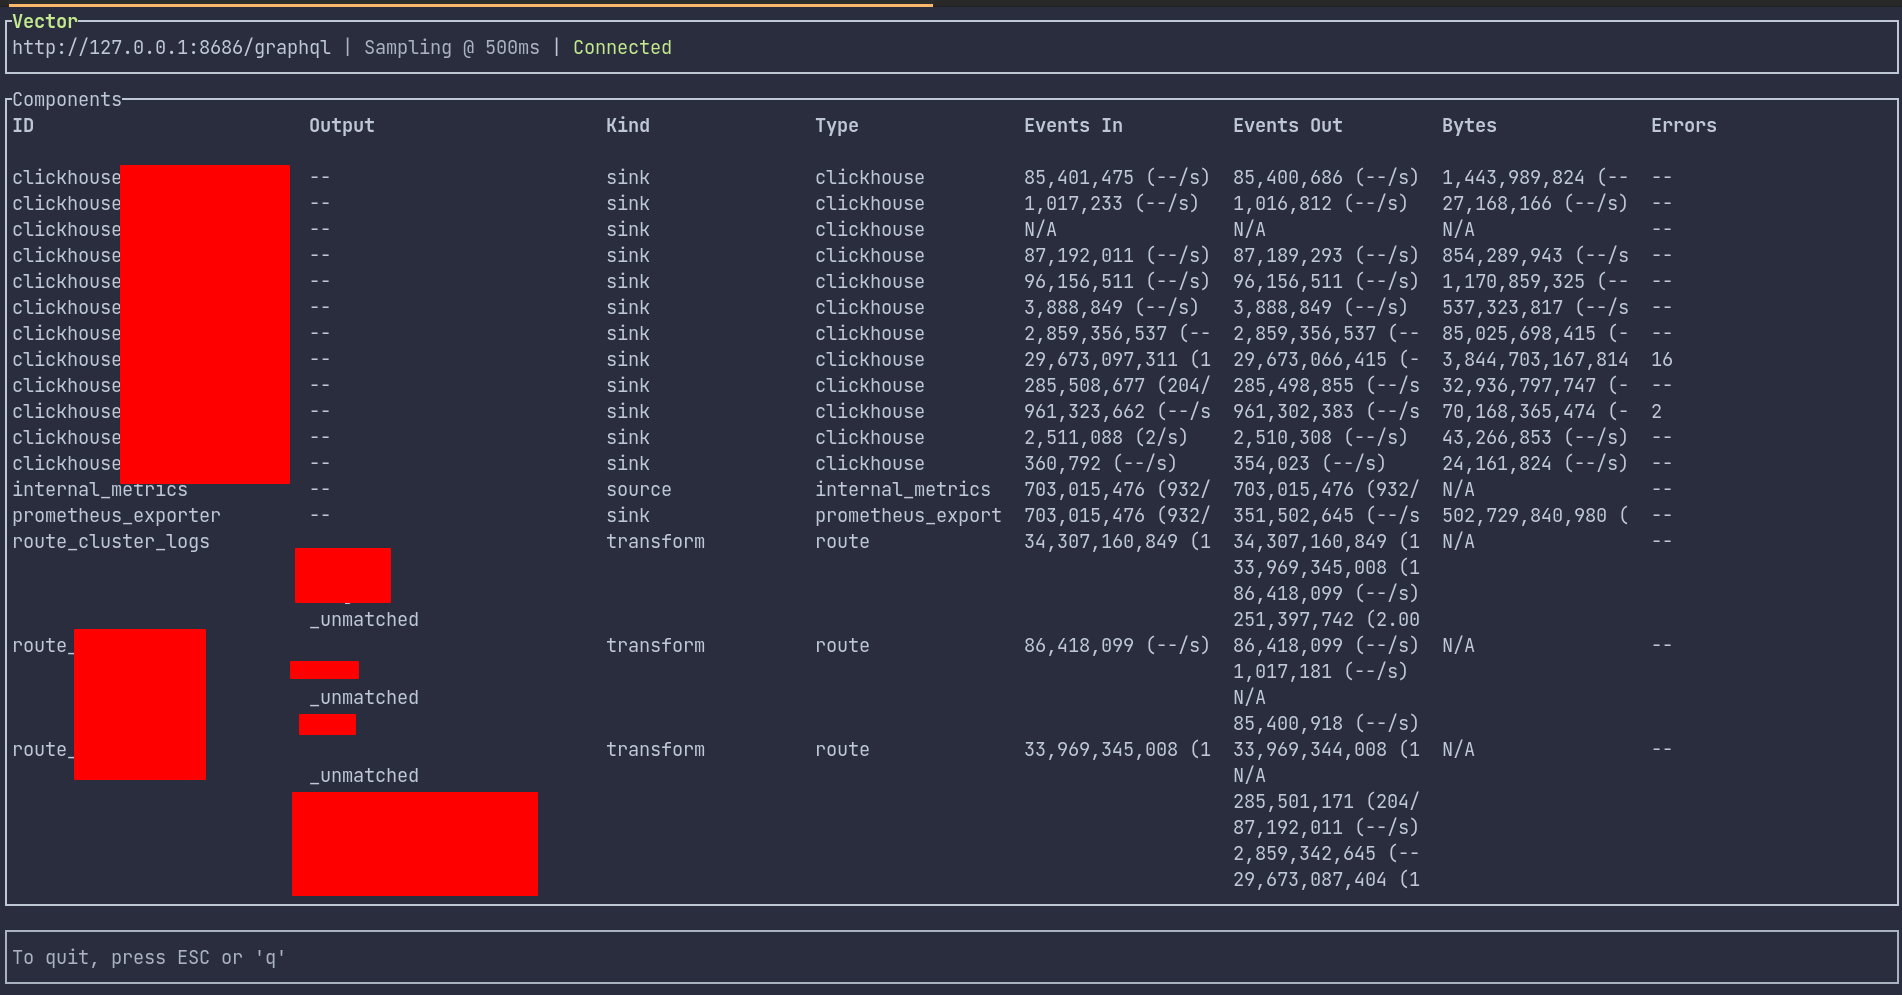 Vector
http://127.0.0.1:8686/graphql | Sampling @ 500ms | Connected
Components
ID Output Kind Type Events In Events Out Bytes Errors
clickhouse -- sink clickhouse 85,401,475 (--/s) 85,400,686 (--/s) 1,443,989,824 (-- --
clickhouse -- sink clickhouse 1,017,233 (--/s) 1,016,812 (--/s) 27,168,166 (--/s) --
clickhouse -- sink clickhouse N/A N/A N/A --
clickhouse -- sink clickhouse 87,192,011 (--/s) 87,189,293 (--/s) 854,289,943 (--/s --
clickhouse -- sink clickhouse 96,156,511 (--/s) 96,156,511 (--/s) 1,170,859,325 (-- --
clickhouse -- sink clickhouse 3,888,849 (--/s) 3,888,849 (--/s) 537,323,817 (--/s --
clickhouse -- sink clickhouse 2,859,356,537 (-- 2,859,356,537 (-- 85,025,698,415 (- --
clickhouse -- sink clickhouse 29,673,097,311 (1 29,673,066,415 (- 3,844,703,167,814 16
clickhouse -- sink clickhouse 285,508,677 (204/ 285,498,855 (--/s 32,936,797,747 (- --
clickhouse -- sink clickhouse 961,323,662 (--/s 961,302,383 (--/s 70,168,365,474 (- 2
clickhouse -- sink clickhouse 2,511,088 (2/s) 2,510,308 (--/s) 43,266,853 (--/s) --
clickhouse -- sink clickhouse 360,792 (--/s) 354,023 (--/s) 24,161,824 (--/s) --
internal_metrics -- source internal_metrics 703,015,476 (932/ 703,015,476 (932/ N/A --
prometheus_exporter -- sink prometheus_export 703,015,476 (932/ 351,502,645 (--/s 502,729,840,980 ( --
route_cluster_logs transform route 34,307,160,849 (1 34,307,160,849 (1 N/A --
33,969,345,008 (1
86,418,099 (--/s)
_unmatched 251,397,742 (2.00
route_ transform route 86,418,099 (--/s) 86,418,099 (--/s) N/A --
1,017,181 (--/s)
_unmatched N/A
85,400,918 (--/s)
route_ transform route 33,969,345,008 (1 33,969,344,008 (1 N/A --
_unmatched N/A
285,501,171 (204/
87,192,011 (--/s)
2,859,342,645 (--
29,673,087,404 (1
To quit, press ESC or 'q'